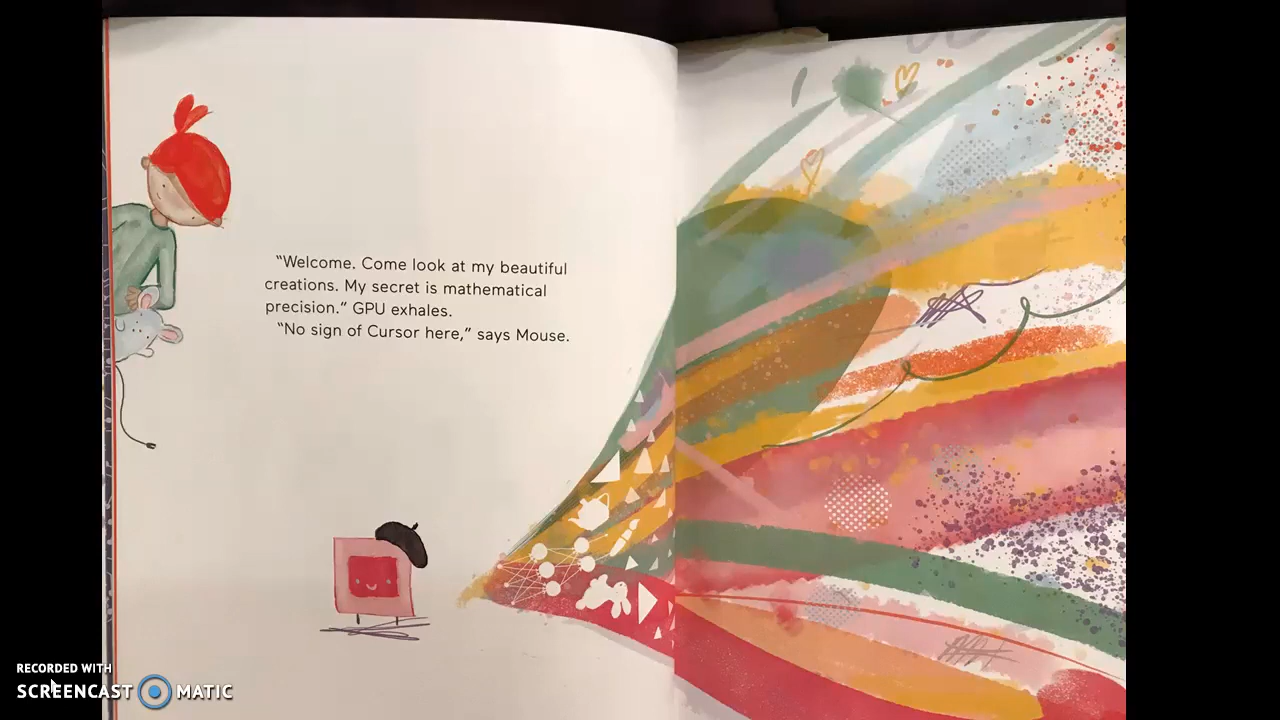 “Welcome. Come look at my beautiful
creations. My secret is mathematical
precision.” GPU exhales.
“No sign of Cursor here,” says Mouse.
RECORDED WITH
SCREENCAST MATIC